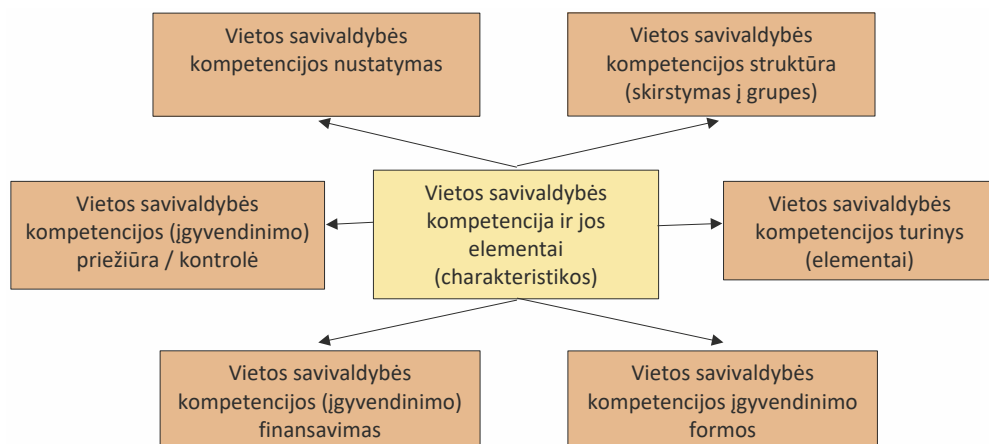 Vietos savivaldybės
kompetencijos nustatymas
Vietos savivaldybės
kompetencijos struktūra
(skirstymas į grupes)
Vietos savivaldybės
kompetencijos (įgyvendinimo)
priežiūra / kontrolė
Vietos savivaldybės
kompetencija ir jos
elementai
(charakteristikos)
Vietos savivaldybės
kompetencijos turinys
(elementai)
Vietos savivaldybės
kompetencijos (įgyvendinimo)
finansavimas
Vietos savivaldybės
kompetencijos įgyvendinimo
formos